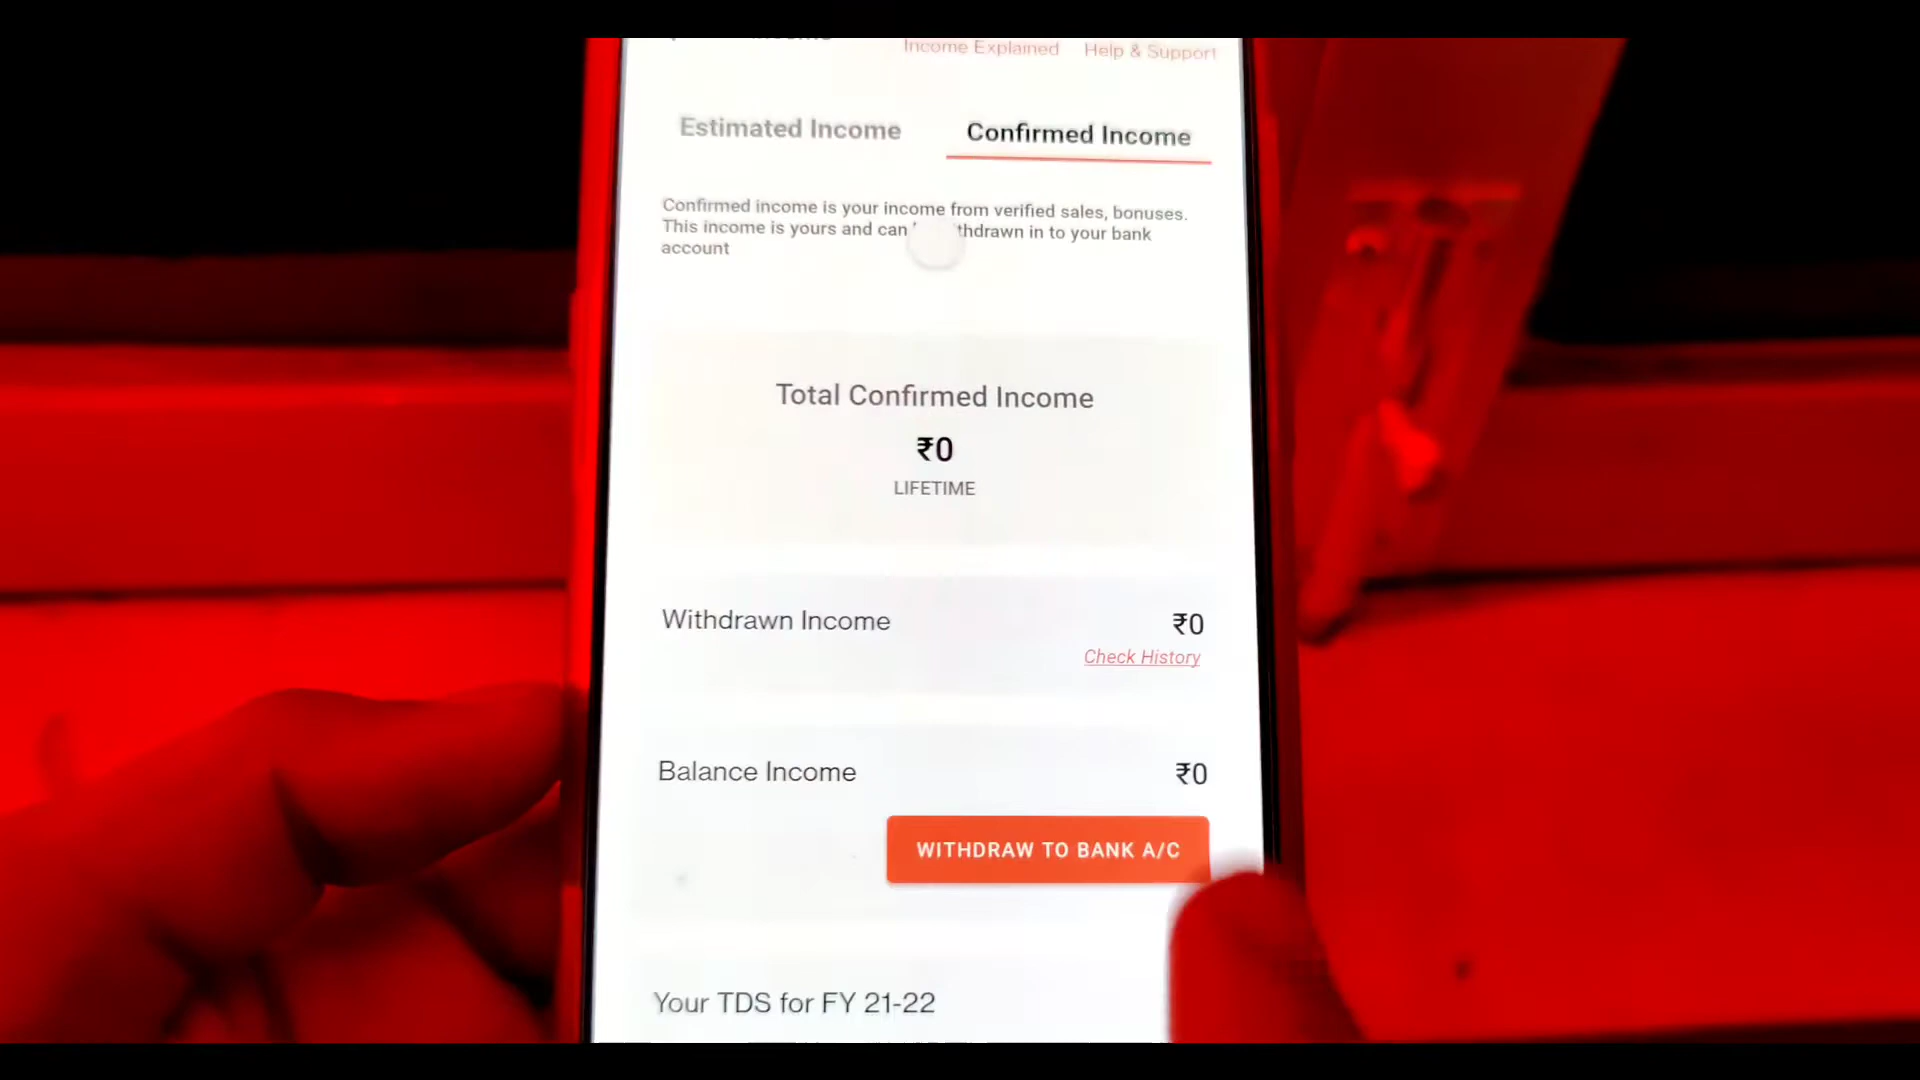 Income
Income Explained Help & Support
Estimated Income Confirmed Income
Confirmed income is your income from verified sales, bonuses.
This income is yours and can thdrawn in to your bank
account
Total Confirmed Income
₹0
LIFETIME
Withdrawn Income ₹0
Check History
Balance Income ₹0
WITHDRAW TO BANK A/C
Your TDS for FY 21-22